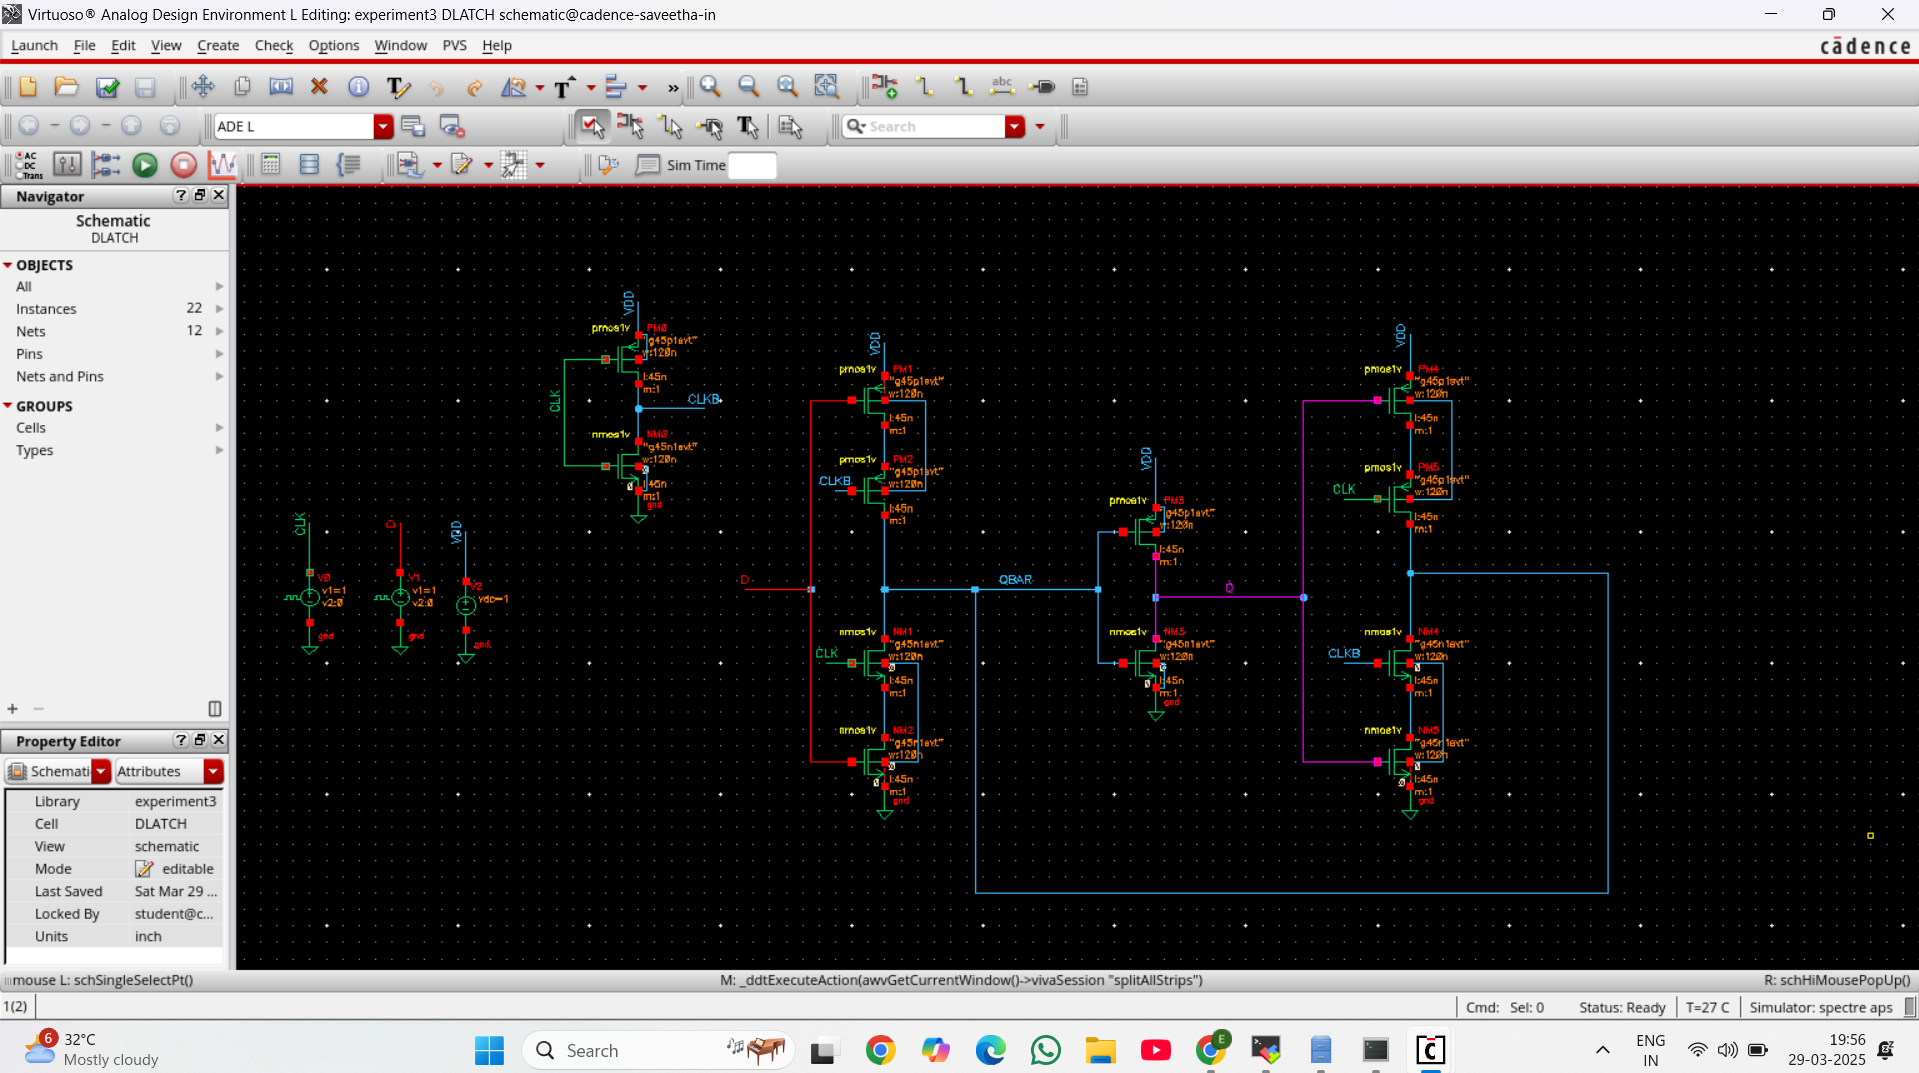 Virtuoso® Analog Design Environment L Editing: experiment3 DLATCH schematic@cadence-saveetha-in
Launch File Edit View Create Check Options Window PVS Help
cādence
abc
ADE L
Search
AC
DC
Trans
Sim Time
Navigator
Schematic
DLATCH
OBJECTS
All
Instances 22
Nets 12
Pins
Nets and Pins
GROUPS
Cells
Types
Property Editor
Schemati
Attributes
Library experiment3
Cell DLATCH
View schematic
Mode editable
Last Saved Sat Mar 29 ...
Locked By student@c...
Units inch
VDD
pmos1v PM0
"g45p1svt"
w:120n
l:45n
m:1
CLK
CLKB
nmos1v NM0
"g45n1svt"
w:120n
l:45n
m:1
gnd
VDD
pmos1v PM1
"g45p1svt"
w:120n
l:45n
m:1
pmos1v PM2
"g45p1svt"
CLKB
w:120n
l:45n
m:1
D
QBAR
nmos1v NM1
"g45n1svt"
CLK
w:120n
l:45n
m:1
nmos1v NM2
"g45n1svt"
w:120n
l:45n
m:1
gnd
VDD
pmos1v PM3
"g45p1svt"
w:120n
l:45n
m:1
Q
nmos1v NM3
"g45n1svt"
w:120n
l:45n
m:1
gnd
VDD
pmos1v PM4
"g45p1svt"
w:120n
l:45n
m:1
pmos1v PM5
"g45p1svt"
CLK
w:120n
l:45n
m:1
nmos1v NM4
"g45n1svt"
CLKB
w:120n
l:45n
m:1
nmos1v NM5
"g45n1svt"
w:120n
l:45n
m:1
gnd
CLK
V0
v1=1
v2:0
gnd
D
V1
v1=1
v2:0
gnd
VDD
V2
vdc=1
gnd
mouse L: schSingleSelectPt()
M: _ddtExecuteAction(awvGetCurrentWindow()->vivaSession "splitAllStrips")
R: schHiMousePopUp()
1(2)
Cmd: Sel: 0
Status: Ready
T=27 C
Simulator: spectre aps
6
32°C
Mostly cloudy
Search
E
ENG
IN
19:56
29-03-2025